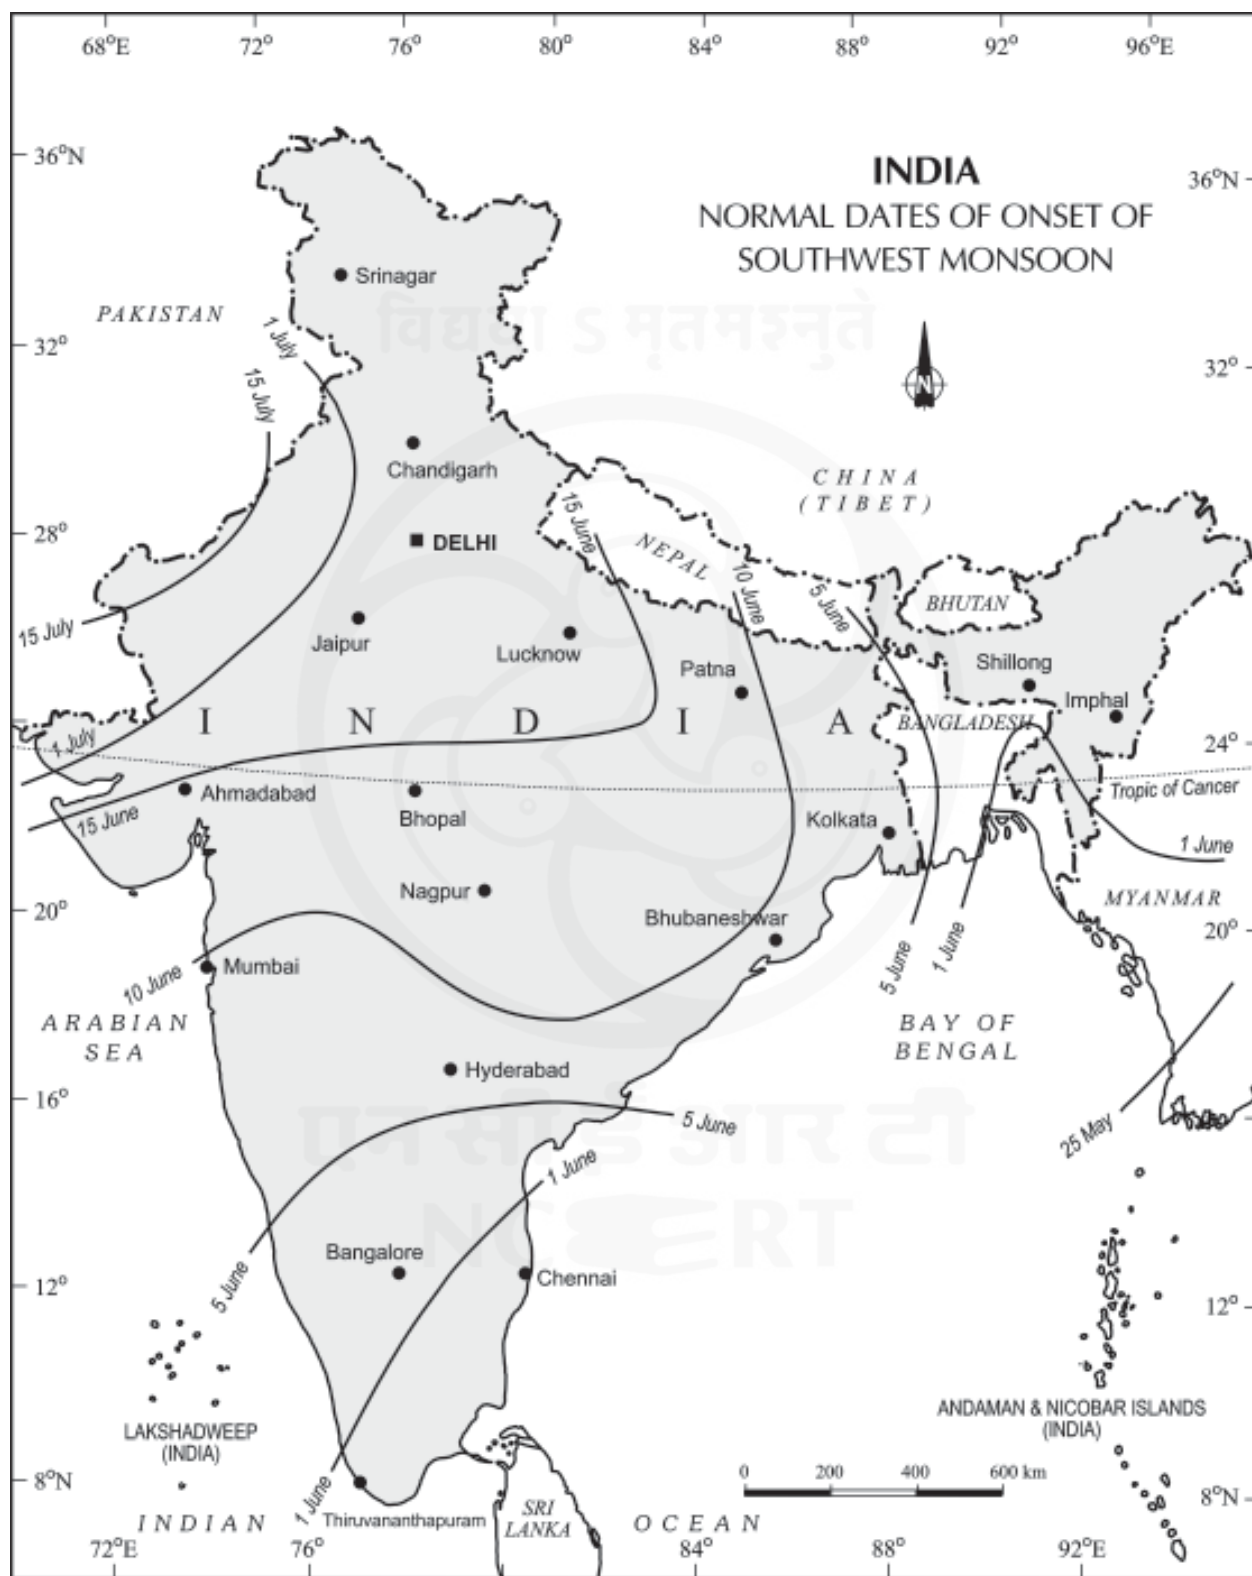 68°E 72° 76° 80° 84° 88° 92° 96°E
36°N
INDIA
NORMAL DATES OF ONSET OF
SOUTHWEST MONSOON
36°N
Srinagar
PAKISTAN
विद्यया ऽ मृतमश्नुते
1 July
32°
32°
15 July
N
Chandigarh
CHINA
(TIBET)
15 June
28°
DELHI
NEPAL
10 June
5 June
BHUTAN
15 July
Jaipur
Lucknow
Patna
Shillong
Imphal
I N D I A
BANGLADESH
1 July
24°
Tropic of Cancer
Ahmadabad
15 June
Bhopal
Kolkata
1 June
Nagpur
MYANMAR
20°
Bhubaneshwar
20°
10 June
Mumbai
5 June
1 June
ARABIAN
SEA
BAY OF
BENGAL
Hyderabad
16°
एन सी ई आर टी
5 June
25 May
1 June
NCERT
Bangalore
Chennai
5 June
12°
12°
LAKSHADWEEP
(INDIA)
ANDAMAN & NICOBAR ISLANDS
(INDIA)
8°N
0 200 400 600 km
8°N
1 June
Thiruvananthapuram
SRI
LANKA
INDIAN OCEAN
72°E 76° 84° 88° 92°E